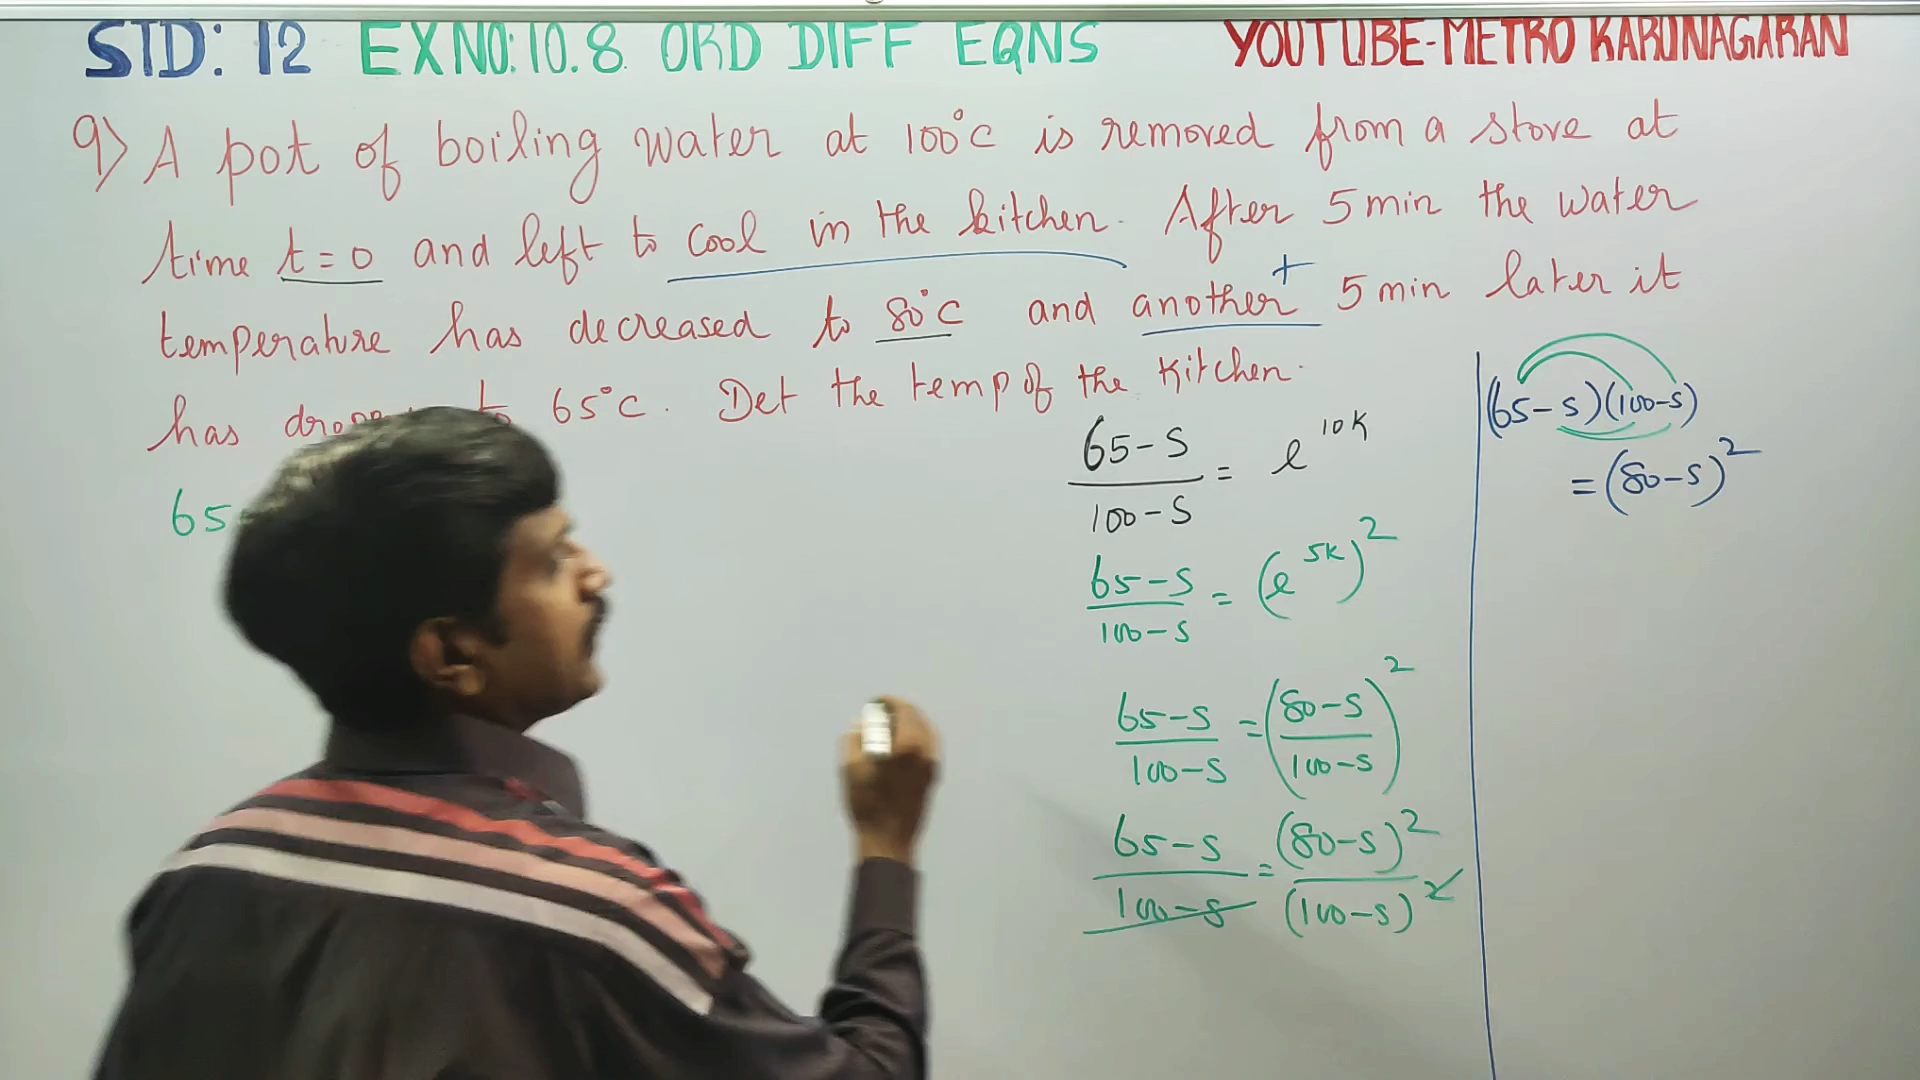 STD: 12 EX NO: 10.8 ORD DIFF EQNS YOUTUBE-METRO KARUNAGARAN
9) A pot of boiling water at 100°C is removed from a stove at
time t = 0 and left to cool in the kitchen. After 5 min the water
temperature has decreased to 80°C and another + 5 min later it
has to 65°C. Det the temp of the Kitchen.
65
65-S/100-S = e^10K
65-S/100-S = (e^5K)^2
65-S/100-S = (80-S/100-S)^2
65-S/100-S = (80-S)^2/(100-S)^2
(65-S)(100-S)
= (80-S)^2